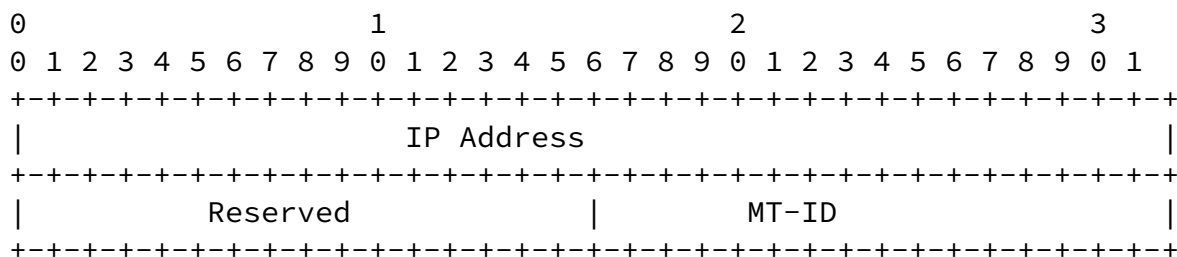 0                   1                   2                   3
0 1 2 3 4 5 6 7 8 9 0 1 2 3 4 5 6 7 8 9 0 1 2 3 4 5 6 7 8 9 0 1
+-+-+-+-+-+-+-+-+-+-+-+-+-+-+-+-+-+-+-+-+-+-+-+-+-+-+-+-+-+-+-+-+
|                     IP Address                                |
+-+-+-+-+-+-+-+-+-+-+-+-+-+-+-+-+-+-+-+-+-+-+-+-+-+-+-+-+-+-+-+-+
|          Reserved             |        MT-ID                  |
+-+-+-+-+-+-+-+-+-+-+-+-+-+-+-+-+-+-+-+-+-+-+-+-+-+-+-+-+-+-+-+-+